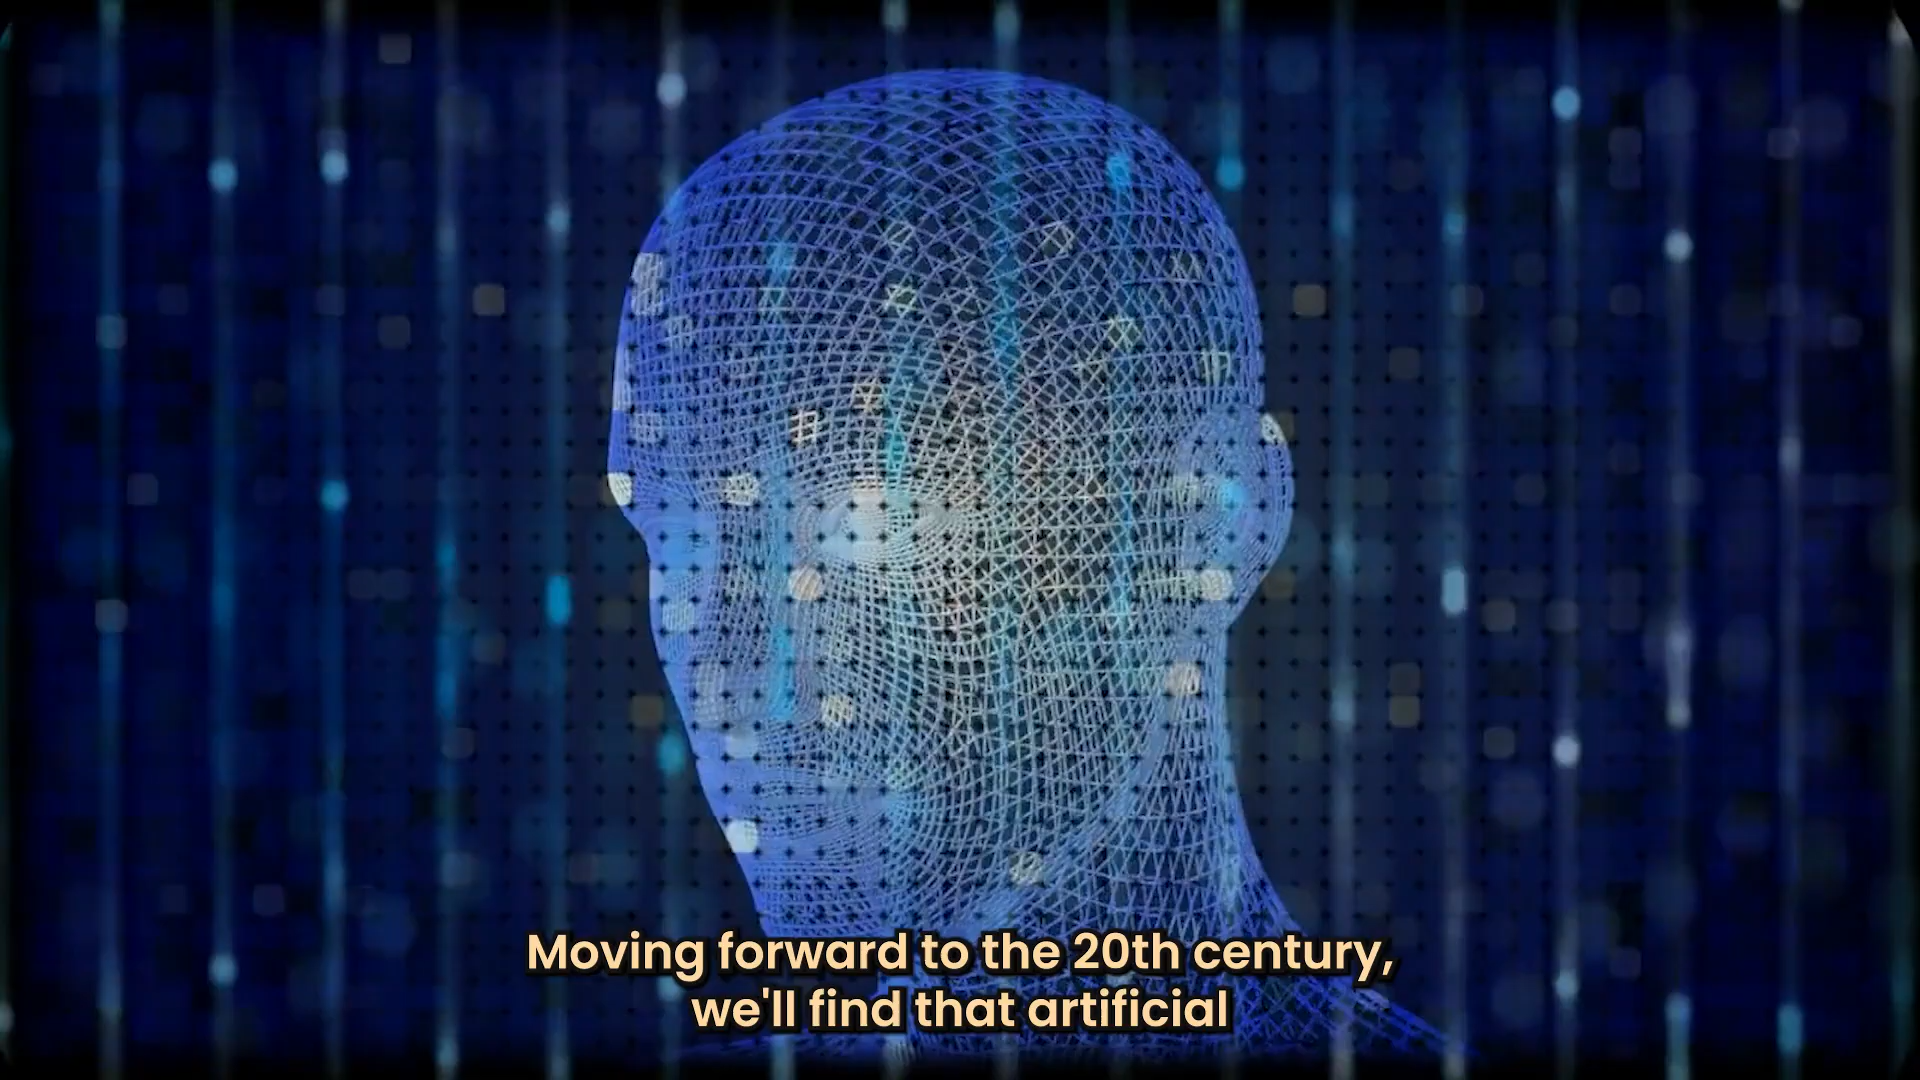 Moving forward to the 20th century,
we'll find that artificial